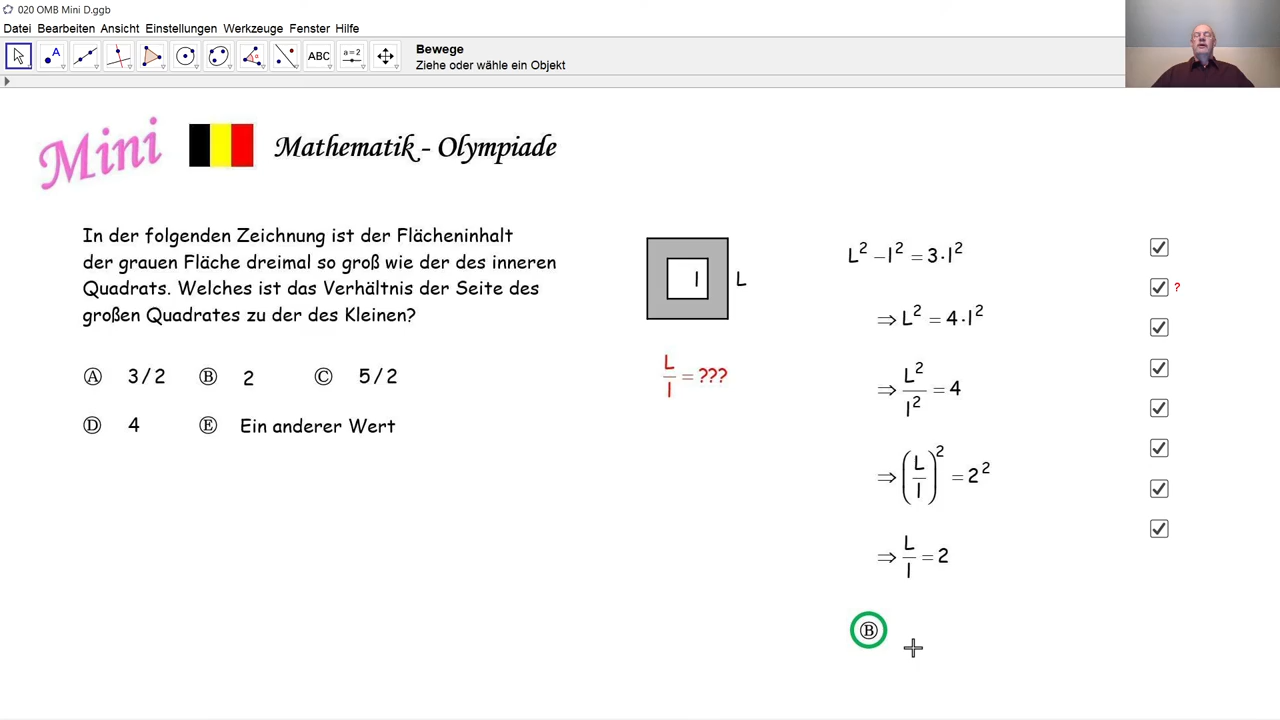 020 OMB Mini D.ggb
Datei Bearbeiten Ansicht Einstellungen Werkzeuge Fenster Hilfe
A ABC a=2 Bewege
Ziehe oder wähle ein Objekt
Mini Mathematik - Olympiade
In der folgenden Zeichnung ist der Flächeninhalt
der grauen Fläche dreimal so groß wie der des inneren
Quadrats. Welches ist das Verhältnis der Seite des
großen Quadrates zu der des Kleinen?
Ⓐ 3/2 Ⓑ 2 Ⓒ 5/2
Ⓓ 4 Ⓔ Ein anderer Wert
l L
L/l = ???
L² – l² = 3·l²
?
⇒ L² = 4·l²
⇒ L²/l² = 4
⇒ (L/l)² = 2²
⇒ L/l = 2
Ⓑ